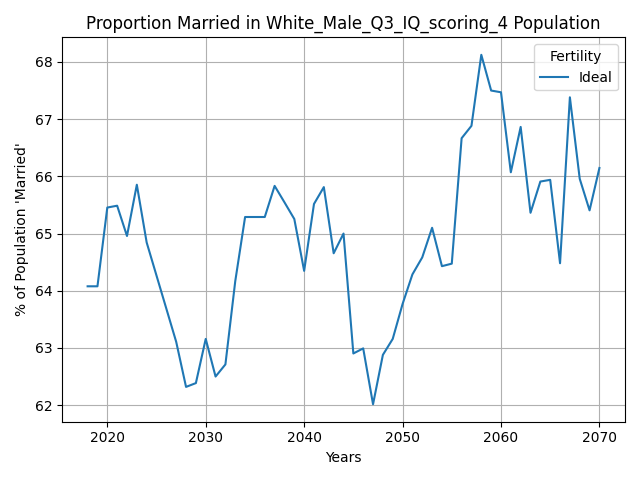 Proportion Married in White_Male_Q3_IQ_scoring_4 Population
Fertility
Ideal
68
67
66
65
64
63
62
% of Population 'Married'
2020 2030 2040 2050 2060 2070
Years